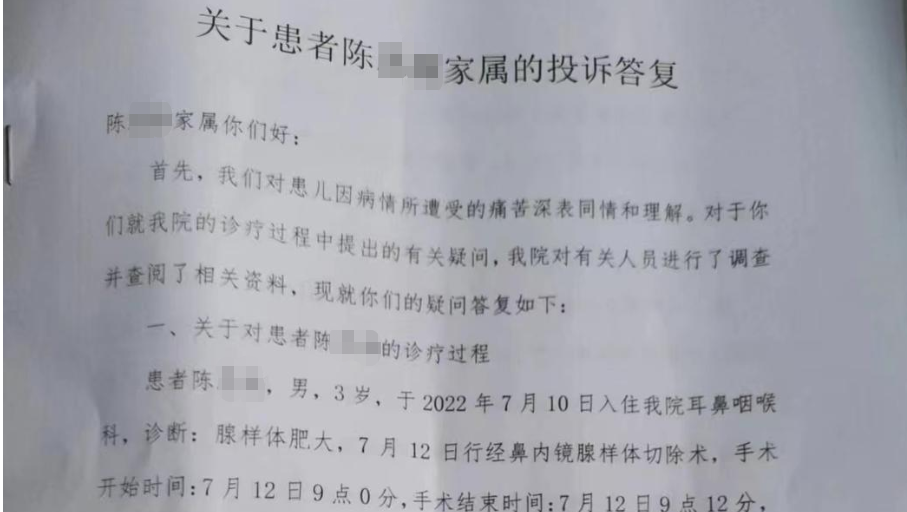 关于患者陈 家属的投诉答复
陈 家属你们好：
首先，我们对患儿因病情所遭受的痛苦深表同情和理解。对于你
们就我院的诊疗过程中提出的有关疑问，我院对有关人员进行了调查
并查阅了相关资料、现就你们的疑问答复如下：
一、关于对患者陈 的诊疗过程
患者陈 ，男，3岁、于2022年7月10日入住我院耳鼻咽喉
科，诊断：腺样体肥大，7月12日行经鼻内镜腺样体切除术，手术
开始时间:7月12日9点0分,手术结束时间:7月12日9点12分，